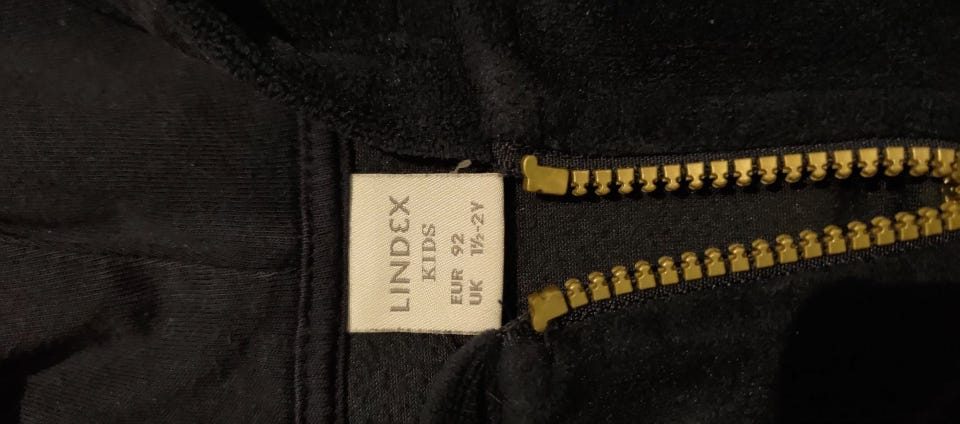 LINDEX
KIDS
EUR 92
UK 1½-2Y